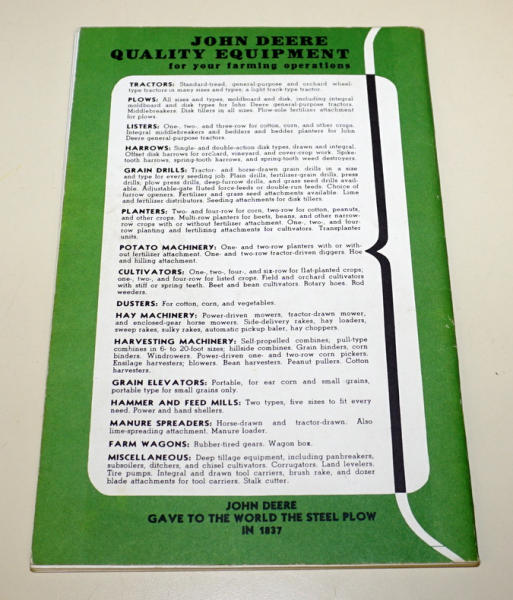 JOHN DEERE
QUALITY EQUIPMENT
for your farming operations
TRACTORS: Standard-tread, general-purpose and orchard wheel-
type tractors in many sizes and types; a light track-type tractor.
PLOWS: All sizes and types, moldboard and disk, including integral
moldboard and disk types for John Deere general-purpose tractors.
Middlebreakers. Disk tillers in all sizes. Plow-sole fertilizer attachment
for plows.
LISTERS: One-, two-, and three-row for cotton, corn, and other crops.
Integral middlebreakers and bedders and bedder planters for John
Deere general-purpose tractors.
HARROWS: Single- and double-action disk types, drawn and integral.
Offset disk harrows for orchard, vineyard, and cover-crop work. Spike-
tooth harrows, spring-tooth harrows, and spring-tooth weed destroyers.
GRAIN DRILLS: Tractor- and horse-drawn grain drills in a size
and type for every seeding job. Plain drills, fertilizer-grain drills, press
drills, plow press drills, deep-furrow drills, and grass seed drills avail-
able. Adjustable-gate fluted force-feeds or double-run feeds. Choice of
furrow openers. Fertilizer and grass seed attachments available. Lime
and fertilizer distributors. Seeding attachments for disk tillers.
PLANTERS: Two- and four-row for corn, two-row for cotton, peanuts,
and other crops. Multi-row planters for beets, beans, and other narrow-
row crops with or without fertilizer attachment. One-, two-, and four-
row planting and fertilizing attachments for cultivators. Transplanter
units.
POTATO MACHINERY: One- and two-row planters with or with-
out fertilizer attachment. One- and two-row tractor-driven diggers. Hoe
and hilling attachment.
CULTIVATORS: One-, two-, four-, and six-row for flat-planted crops;
one-, two-, and four-row for listed crops. Field and orchard cultivators
with stiff or spring teeth. Beet and bean cultivators. Rotary hoes. Rod
weeders.
DUSTERS: For cotton, corn, and vegetables.
HAY MACHINERY: Power-driven mowers, tractor-drawn mower,
and enclosed-gear horse mowers. Side-delivery rakes, hay loaders,
sweep rakes, sulky rakes, automatic pickup baler, hay choppers.
HARVESTING MACHINERY: Self-propelled combines, pull-type
combines in 6- to 20-foot sizes; hillside combines. Grain binders, corn
binders. Windrowers. Power-driven one- and two-row corn pickers.
Ensilage harvesters; blowers. Bean harvesters. Peanut pullers. Cotton
harvesters.
GRAIN ELEVATORS: Portable, for ear corn and small grains,
portable type for small grains only.
HAMMER AND FEED MILLS: Two types, five sizes to fit every
need. Power and hand shellers.
MANURE SPREADERS: Horse-drawn and tractor-drawn. Also
lime-spreading attachment. Manure loader.
FARM WAGONS: Rubber-tired gears. Wagon box.
MISCELLANEOUS: Deep tillage equipment, including panbreakers,
subsoilers, ditchers, and chisel cultivators. Corrugators. Land levelers.
Tire pumps. Integral and drawn tool carriers, brush rake, and dozer
blade attachments for tool carriers. Stalk cutter.
JOHN DEERE
GAVE TO THE WORLD THE STEEL PLOW
IN 1837